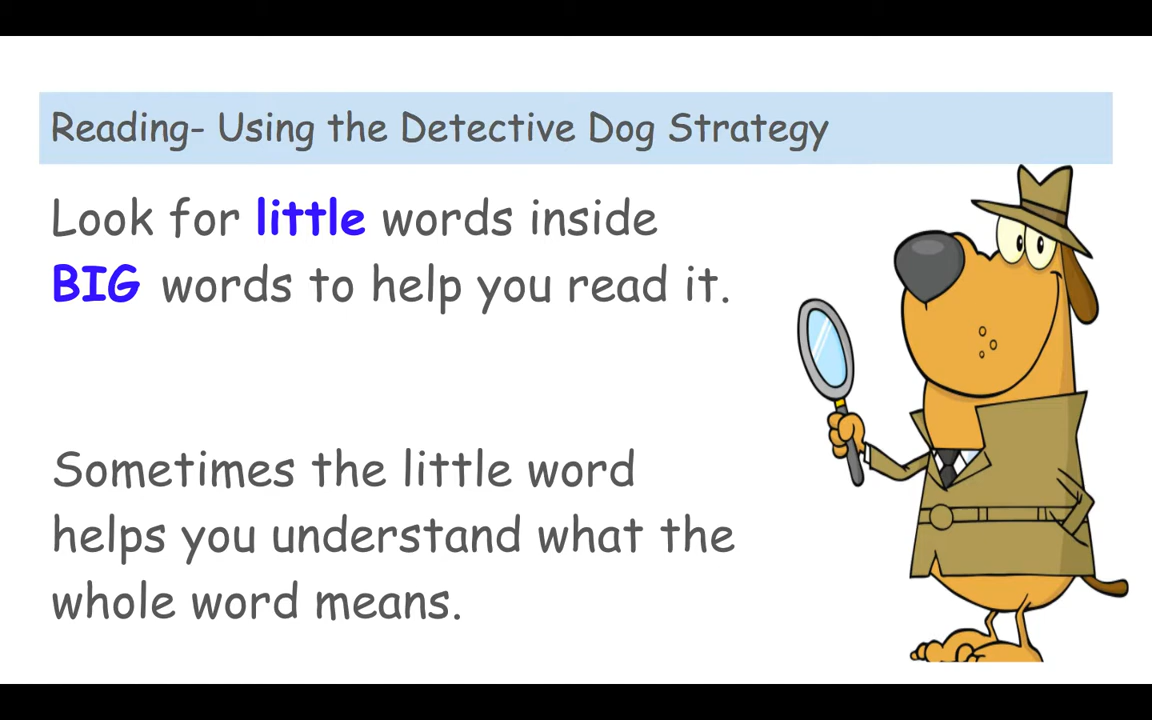 Reading- Using the Detective Dog Strategy
Look for little words inside
BIG words to help you read it.
Sometimes the little word
helps you understand what the
whole word means.